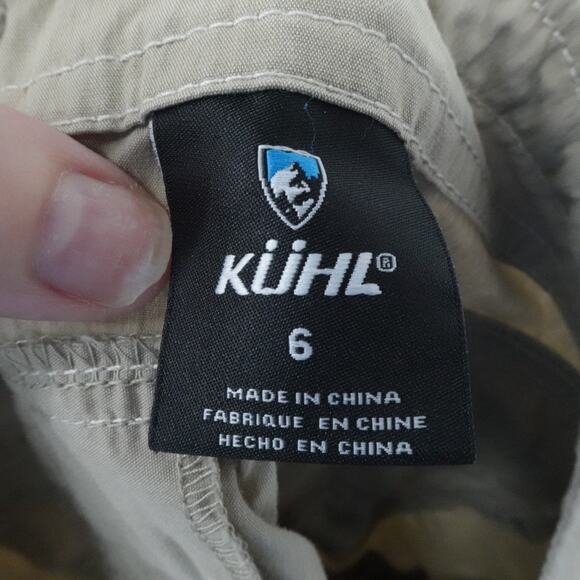 KÜHL®
6
MADE IN CHINA
FABRIQUE EN CHINE
HECHO EN CHINA